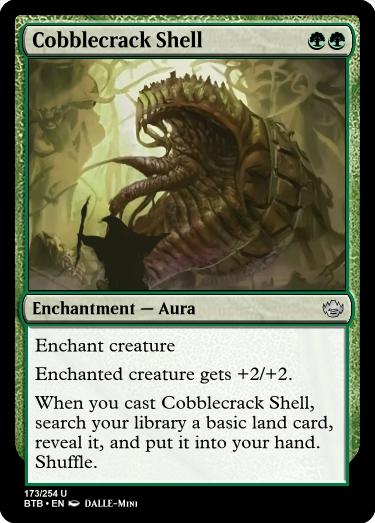 Cobblecrack Shell
Enchantment — Aura
Enchant creature
Enchanted creature gets +2/+2.
When you cast Cobblecrack Shell,
search your library a basic land card,
reveal it, and put it into your hand.
Shuffle.
173/254 U
BTB • EN DALLE-Mini